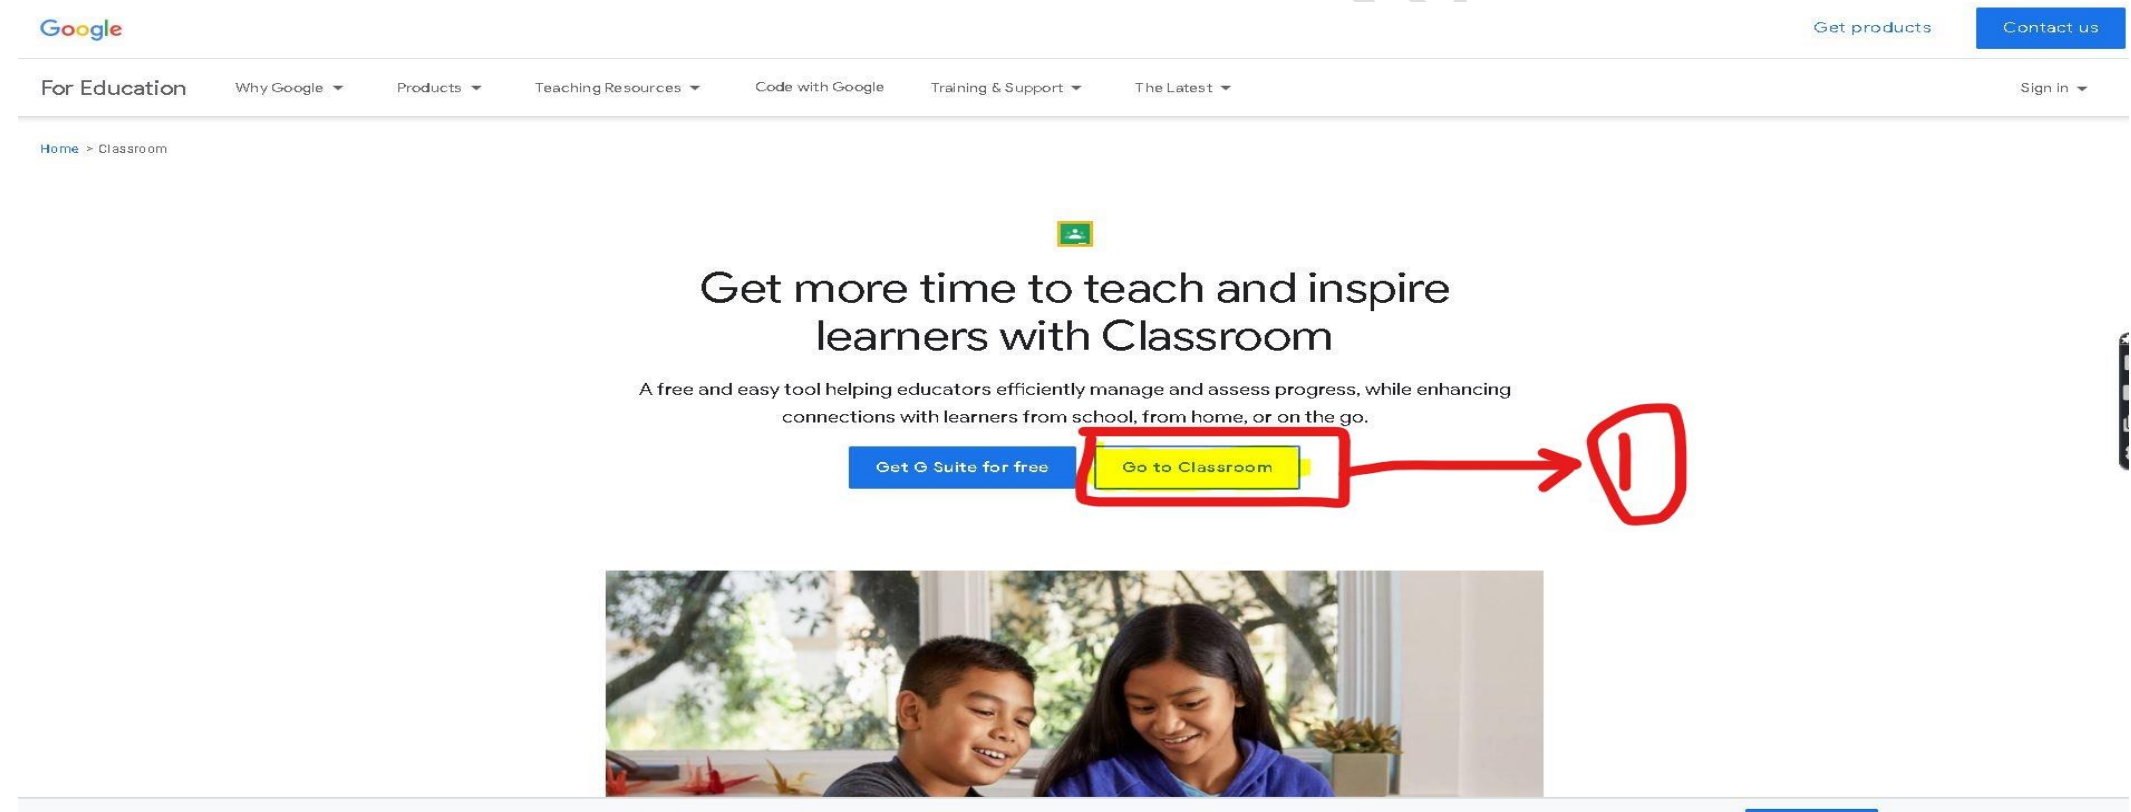 Google
Get products
Contact us
For Education
Why Google
Products
Teaching Resources
Code with Google
Training & Support
The Latest
Sign in
Home > Classroom
Get more time to teach and inspire
learners with Classroom
A free and easy tool helping educators efficiently manage and assess progress, while enhancing
connections with learners from school, from home, or on the go.
Get G Suite for free
Go to Classroom
1